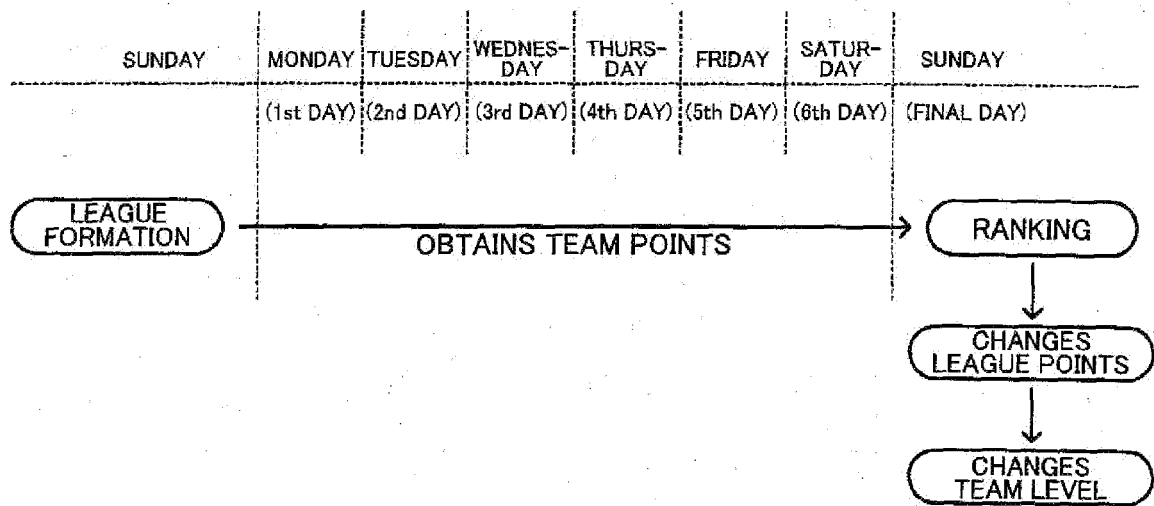 SUNDAY MONDAY TUESDAY WEDNES-
DAY THURS-
DAY FRIDAY SATUR-
DAY SUNDAY
(1st DAY) (2nd DAY) (3rd DAY) (4th DAY) (5th DAY) (6th DAY) (FINAL DAY)
LEAGUE
FORMATION
OBTAINS TEAM POINTS
RANKING
CHANGES
LEAGUE POINTS
CHANGES
TEAM LEVEL